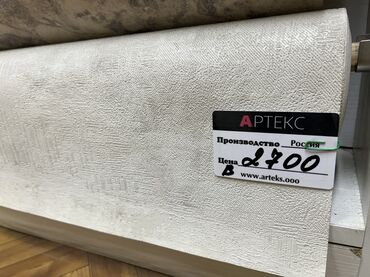 АРТЕКС
Производство Россия
Цена 2700
В
www.arteks.ooo